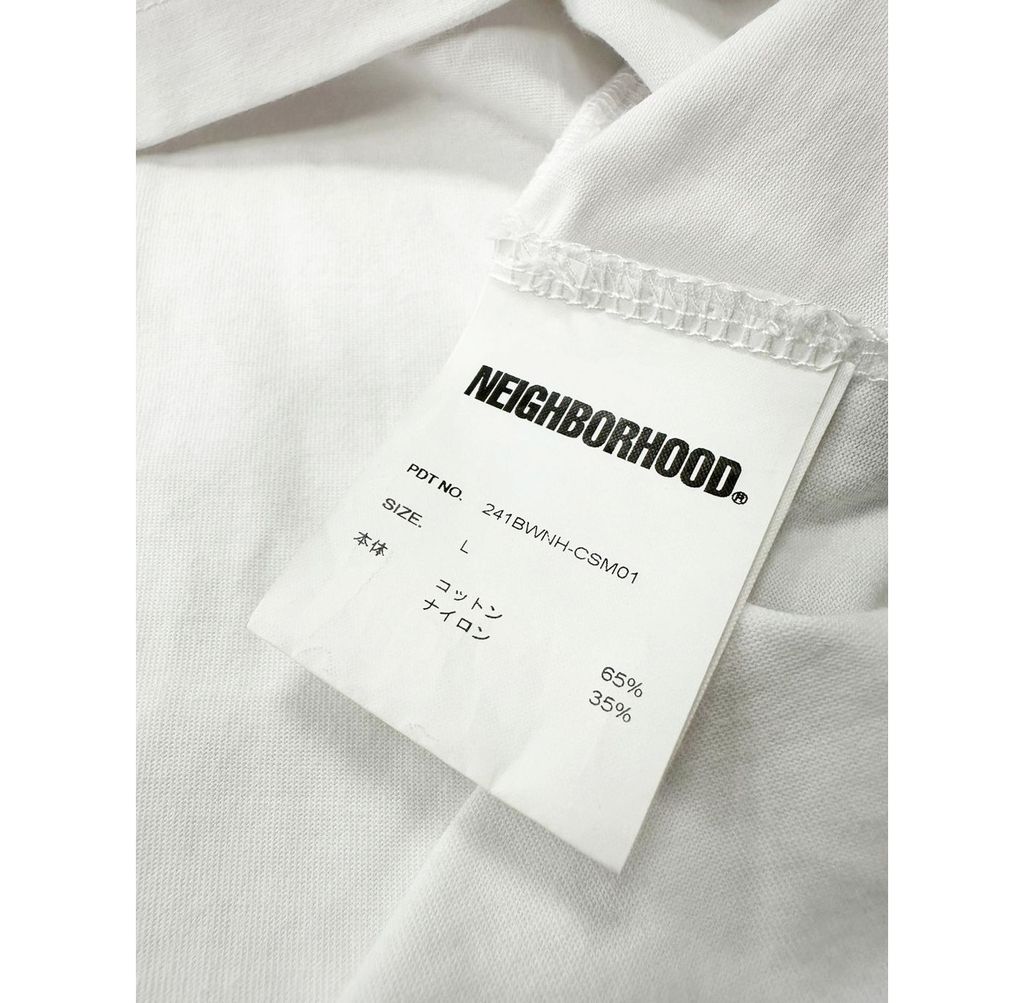 NEIGHBORHOOD®
PDT NO. 241BWNH-CSM01
SIZE. L
本体 コットン 65%
ナイロン 35%